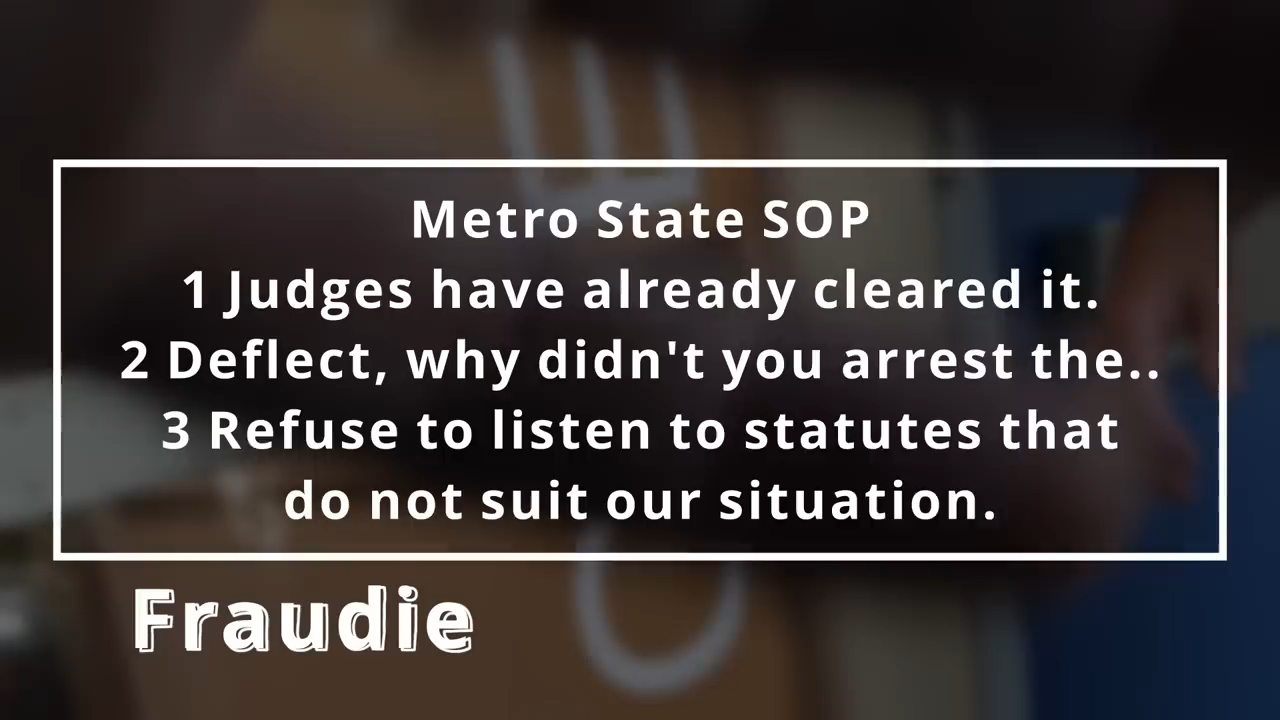 Metro State SOP
1 Judges have already cleared it.
2 Deflect, why didn't you arrest the..
3 Refuse to listen to statutes that
do not suit our situation.
Fraudie